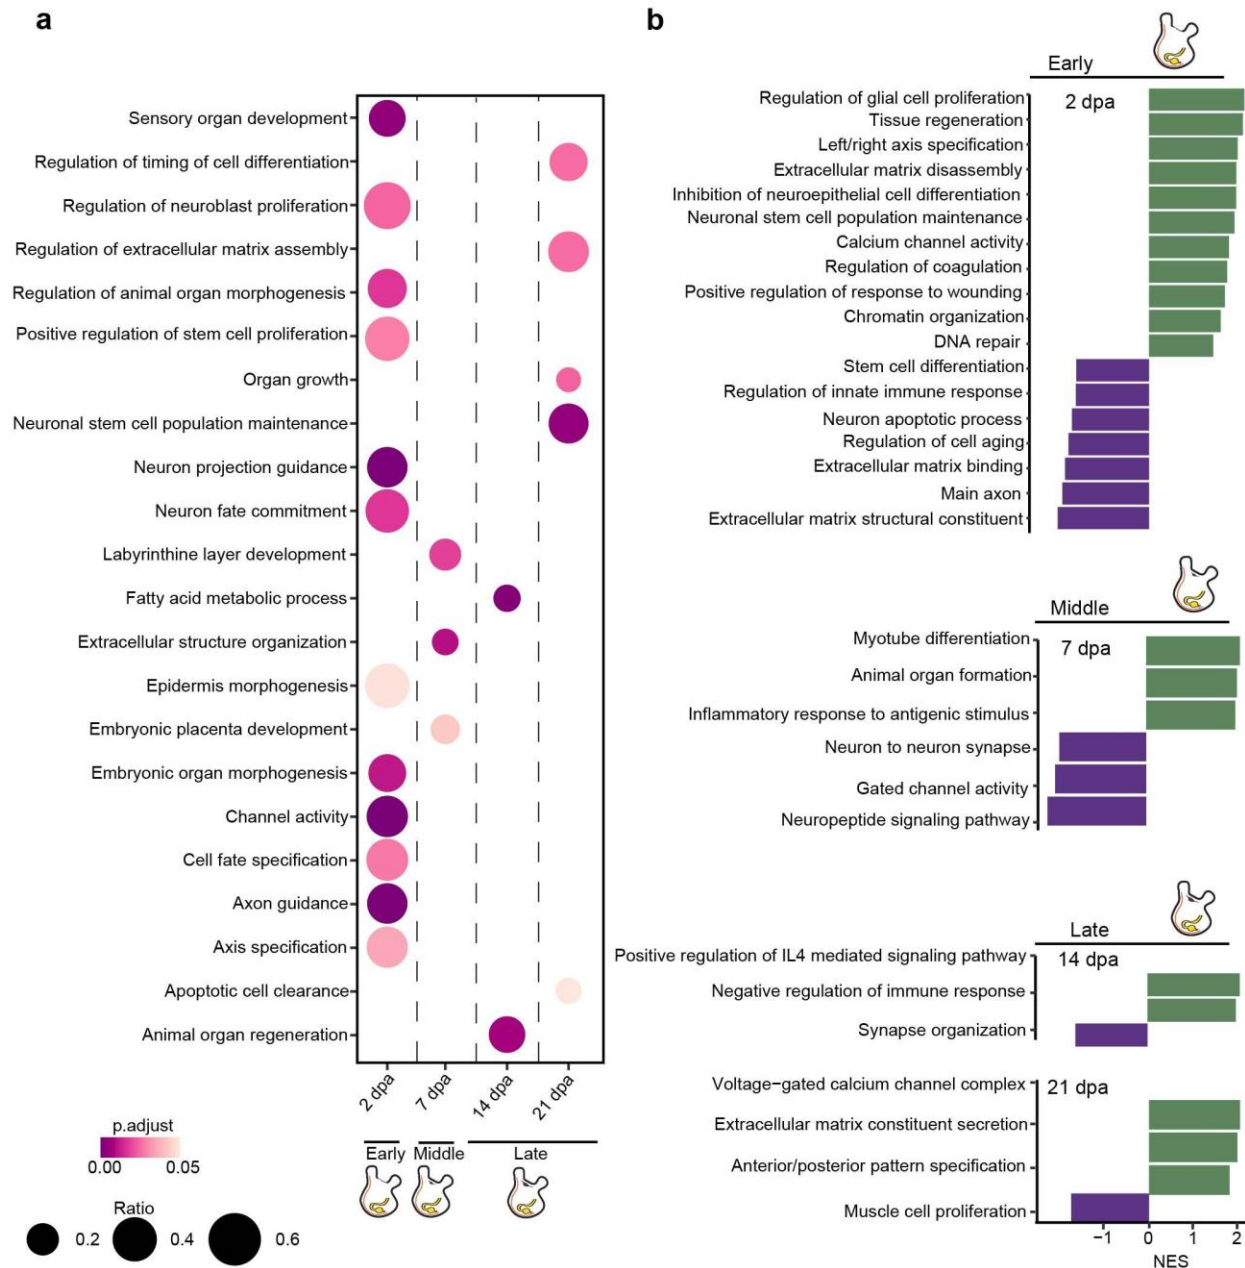 a
Sensory organ development
Regulation of timing of cell differentiation
Regulation of neuroblast proliferation
Regulation of extracellular matrix assembly
Regulation of animal organ morphogenesis
Positive regulation of stem cell proliferation
Organ growth
Neuronal stem cell population maintenance
Neuron projection guidance
Neuron fate commitment
Labyrinthine layer development
Fatty acid metabolic process
Extracellular structure organization
Epidermis morphogenesis
Embryonic placenta development
Embryonic organ morphogenesis
Channel activity
Cell fate specification
Axon guidance
Axis specification
Apoptotic cell clearance
Animal organ regeneration
2 dpa
7 dpa
14 dpa
21 dpa
Early
Middle
Late
p.adjust
0.00 0.05
Ratio
0.2 0.4 0.6
b
Early
2 dpa
Regulation of glial cell proliferation
Tissue regeneration
Left/right axis specification
Extracellular matrix disassembly
Inhibition of neuroepithelial cell differentiation
Neuronal stem cell population maintenance
Calcium channel activity
Regulation of coagulation
Positive regulation of response to wounding
Chromatin organization
DNA repair
Stem cell differentiation
Regulation of innate immune response
Neuron apoptotic process
Regulation of cell aging
Extracellular matrix binding
Main axon
Extracellular matrix structural constituent
Middle
7 dpa
Myotube differentiation
Animal organ formation
Inflammatory response to antigenic stimulus
Neuron to neuron synapse
Gated channel activity
Neuropeptide signaling pathway
Late
14 dpa
Positive regulation of IL4 mediated signaling pathway
Negative regulation of immune response
Synapse organization
21 dpa
Voltage−gated calcium channel complex
Extracellular matrix constituent secretion
Anterior/posterior pattern specification
Muscle cell proliferation
−1 0 1 2
NES